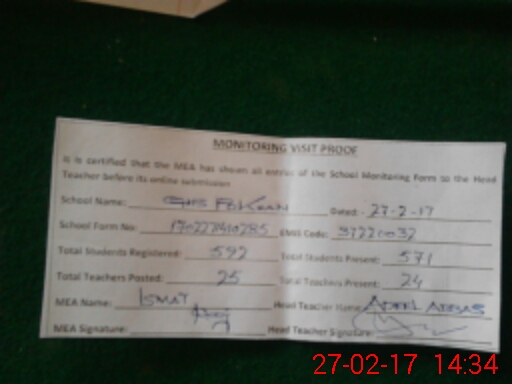 MONITORING VISIT PROOF
It is certified that the MEA has shown all entries of the School Monitoring Form to the Head
Teacher before its online submission
School Name: Dated: 27-2-17
School Form No: EMIS Code: 37220032
Total Students Registered: 592 Total Students Present: 571
Total Teachers Posted: 25 Total Teachers Present: 24
MEA Name: ISMAT Head Teacher Name: ADEEL ABBAS
MEA Signature: Head Teacher Signature:
27-02-17 14:34